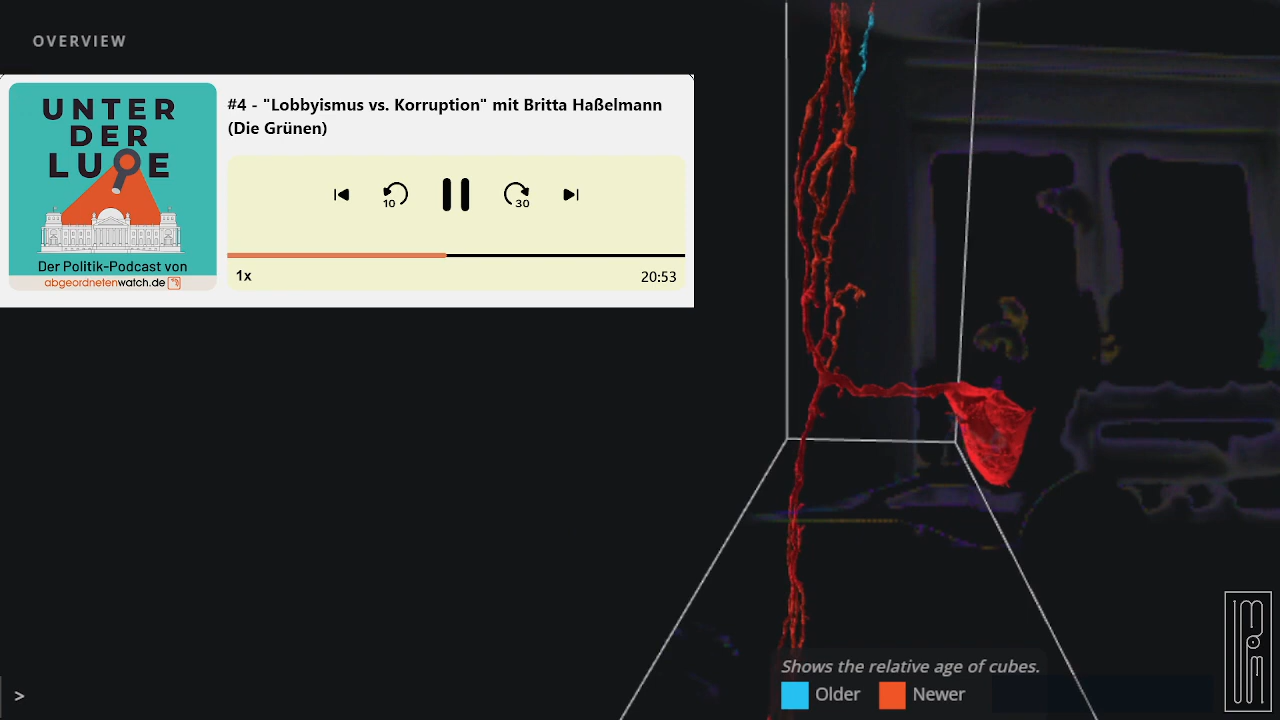 OVERVIEW
UNTER
DER
LUPE
Der Politik-Podcast von
abgeordnetenwatch.de
#4 - "Lobbyismus vs. Korruption" mit Britta Haßelmann
(Die Grünen)
10
30
1x
20:53
>
Shows the relative age of cubes.
Older
Newer